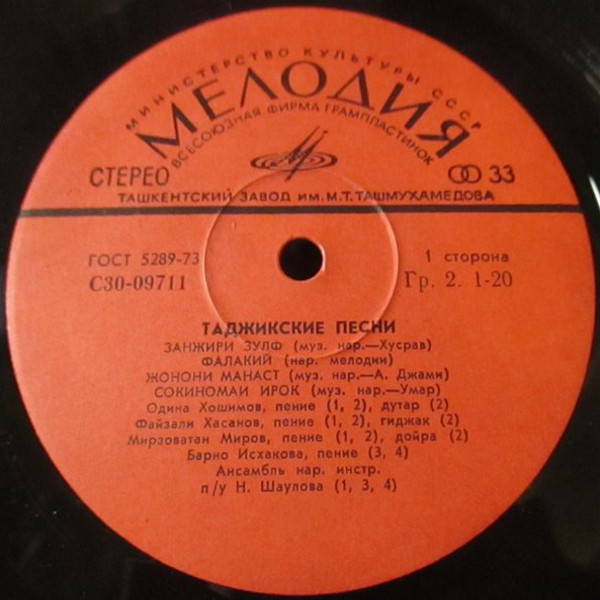 МИНИСТЕРСТВО КУЛЬТУРЫ СССР
МЕЛОДИЯ
ВСЕСОЮЗНАЯ ФИРМА ГРАМПЛАСТИНОК
СТЕРЕО 33
ТАШКЕНТСКИЙ ЗАВОД ИМ. М.Т. ТАШМУХАМЕДОВА
ГОСТ 5289-73 1 сторона
С30-09711 Гр. 2. 1-20
ТАДЖИКСКИЕ ПЕСНИ
ЗАНЖИРИ ЗУЛФ (муз. нар.—Хусрав)
ФАЛАКИЙ (нар. мелодии)
ЖОНОНИ МАНАСТ (муз. нар.—А. Джами)
СОКИНОМАИ ИРОК (муз. нар.—Умар)
Одина Хошимов, пение (1, 2), дутар (2)
Файзали Хасанов, пение (1, 2), гиджак (2)
Мирзоватан Миров, пение (1, 2), дойра (2)
Барно Исхакова, пение (3, 4)
Ансамбль нар. инстр.
п/у Н. Шаулова (1, 3, 4)